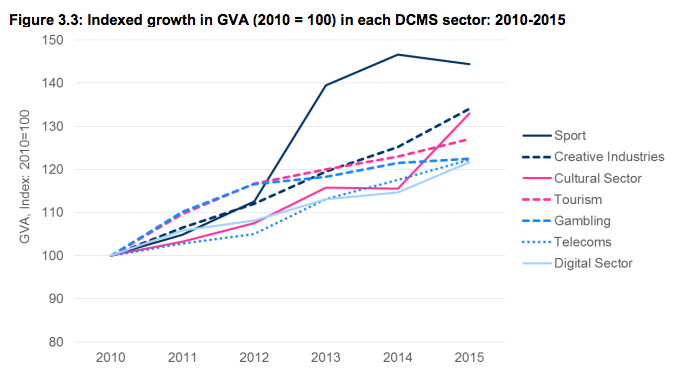 Figure 3.3: Indexed growth in GVA (2010 = 100) in each DCMS sector: 2010-2015
150
140
130
120
110
100
90
80
GVA, Index: 2010=100
2010 2011 2012 2013 2014 2015
Sport
Creative Industries
Cultural Sector
Tourism
Gambling
Telecoms
Digital Sector